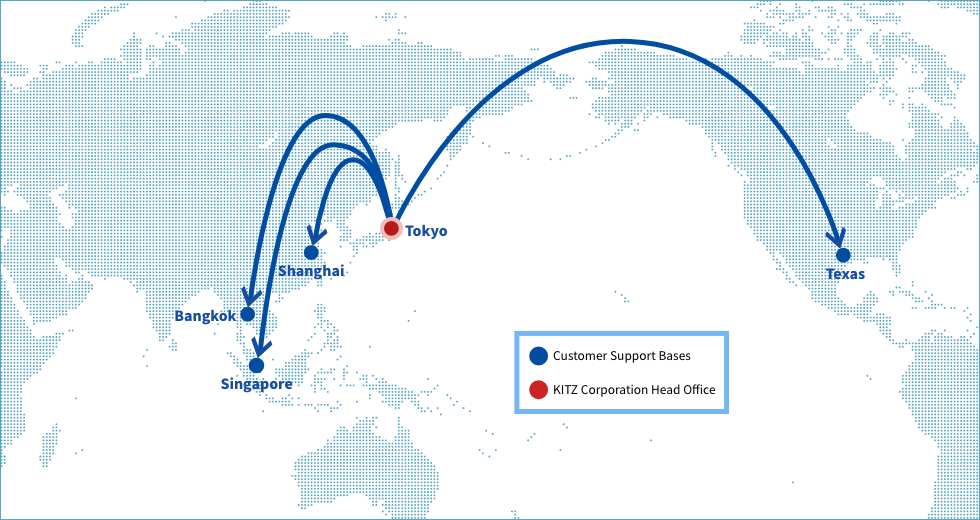 Tokyo
Shanghai
Texas
Bangkok
Singapore
Customer Support Bases
KITZ Corporation Head Office